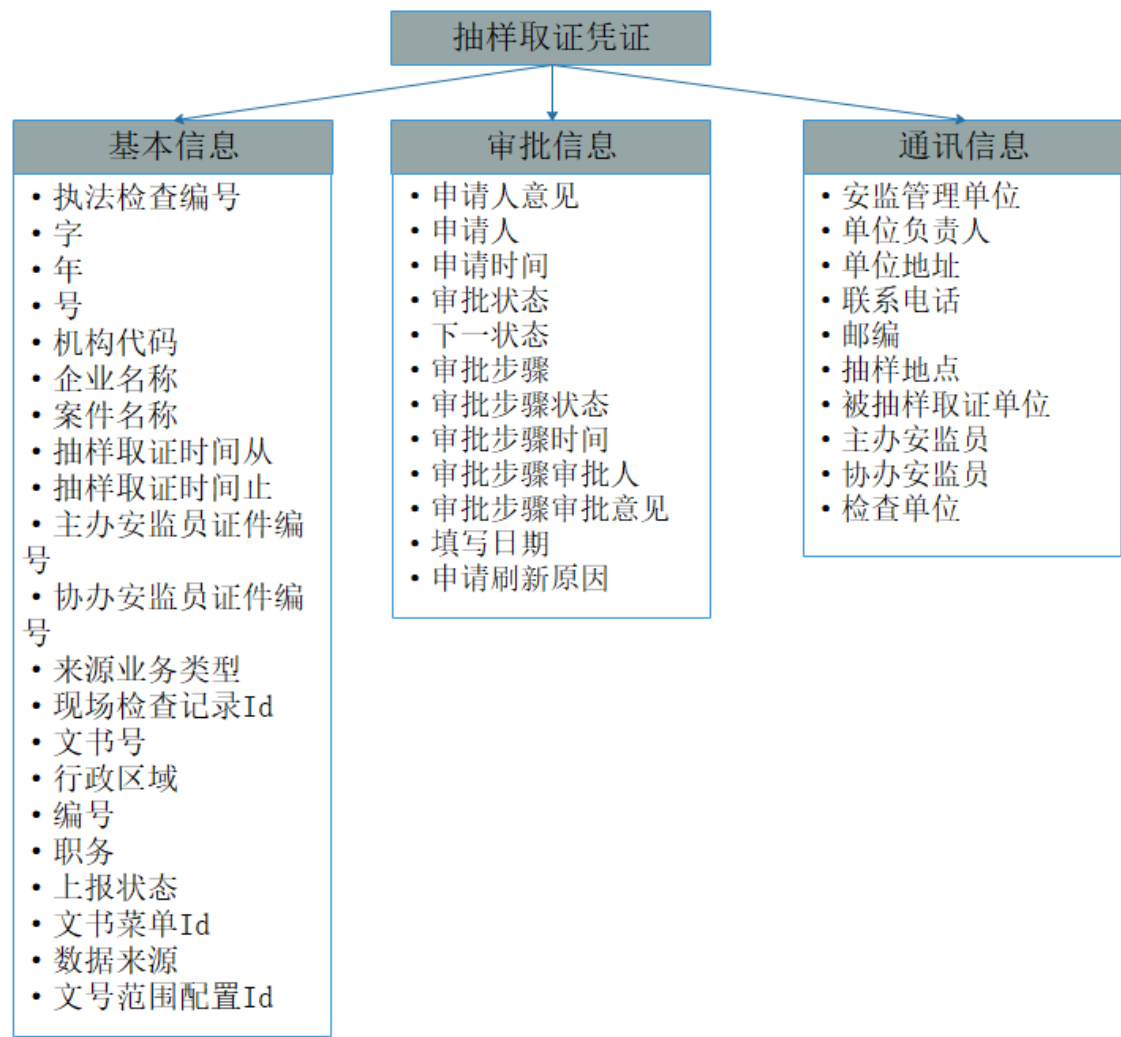 抽样取证凭证
基本信息
• 执法检查编号
• 字
• 年
• 号
• 机构代码
• 企业名称
• 案件名称
• 抽样取证时间从
• 抽样取证时间止
• 主办安监员证件编
号
• 协办安监员证件编
号
• 来源业务类型
• 现场检查记录Id
• 文书号
• 行政区域
• 编号
• 职务
• 上报状态
• 文书菜单Id
• 数据来源
• 文号范围配置Id
审批信息
• 申请人意见
• 申请人
• 申请时间
• 审批状态
• 下一状态
• 审批步骤
• 审批步骤状态
• 审批步骤时间
• 审批步骤审批人
• 审批步骤审批意见
• 填写日期
• 申请刷新原因
通讯信息
• 安监管理单位
• 单位负责人
• 单位地址
• 联系电话
• 邮编
• 抽样地点
• 被抽样取证单位
• 主办安监员
• 协办安监员
• 检查单位